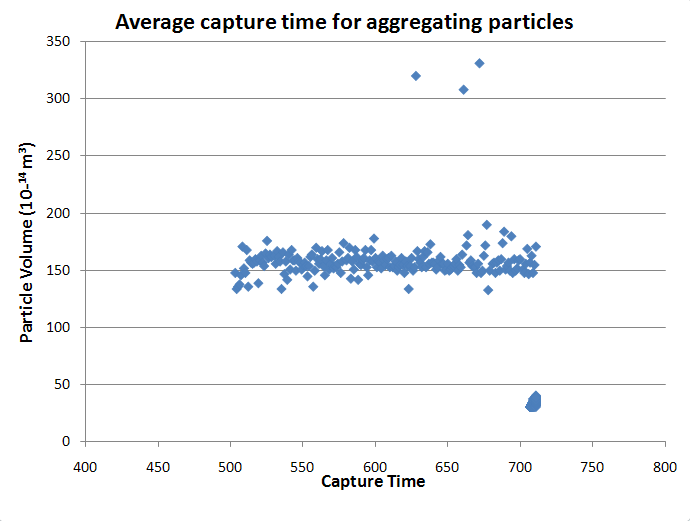 Average capture time for aggregating particles
350
300
250
200
150
100
50
0
Particle Volume (10-¹⁴ m³)
400 450 500 550 600 650 700 750 800
Capture Time